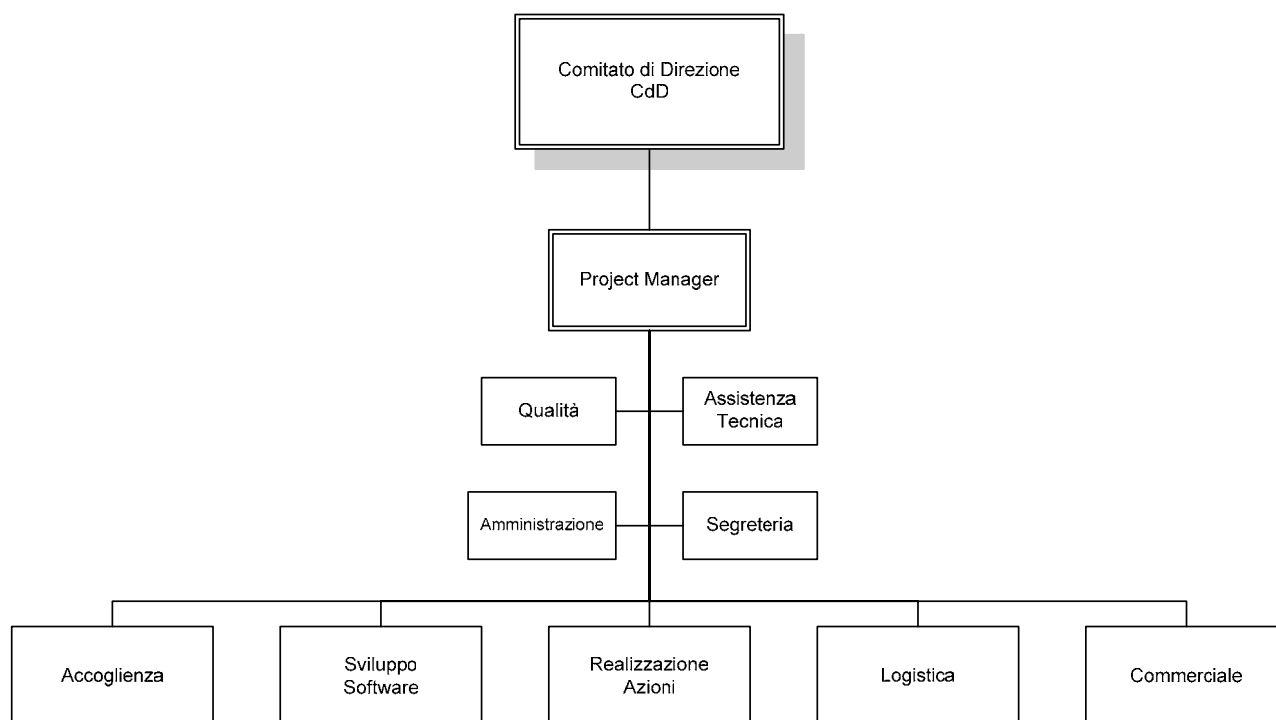 Comitato di Direzione
CdD
Project Manager
Qualità
Assistenza
Tecnica
Amministrazione
Segreteria
Accoglienza
Sviluppo
Software
Realizzazione
Azioni
Logistica
Commerciale